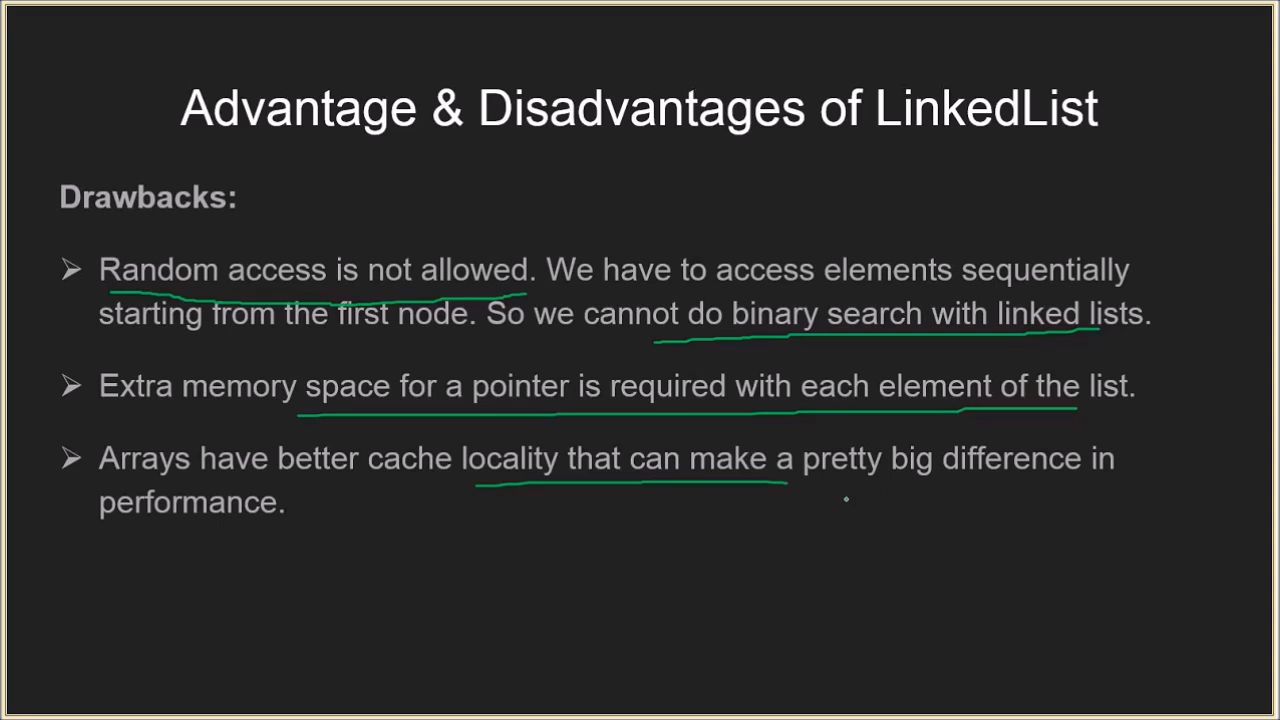 Advantage & Disadvantages of LinkedList
Drawbacks:
➢ Random access is not allowed. We have to access elements sequentially
starting from the first node. So we cannot do binary search with linked lists.
➢ Extra memory space for a pointer is required with each element of the list.
➢ Arrays have better cache locality that can make a pretty big difference in
performance.